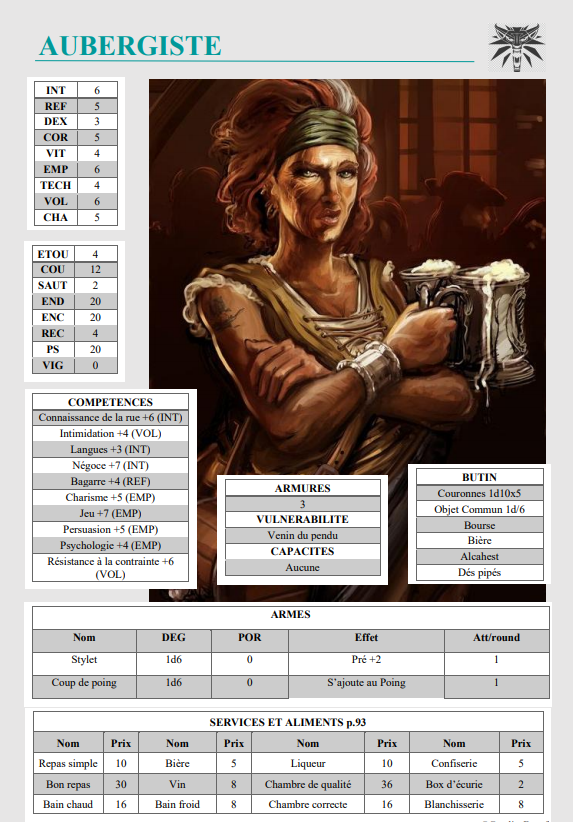 AUBERGISTE
INT 6
REF 5
DEX 3
COR 5
VIT 4
EMP 6
TECH 4
VOL 6
CHA 5
ETOU 4
COU 12
SAUT 2
END 20
ENC 20
REC 4
PS 20
VIG 0
COMPETENCES
Connaissance de la rue +6 (INT)
Intimidation +4 (VOL)
Langues +3 (INT)
Négoce +7 (INT)
Bagarre +4 (REF)
Charisme +5 (EMP)
Jeu +7 (EMP)
Persuasion +5 (EMP)
Psychologie +4 (EMP)
Résistance à la contrainte +6
(VOL)
ARMURES
3
VULNERABILITE
Venin du pendu
CAPACITES
Aucune
BUTIN
Couronnes 1d10x5
Objet Commun 1d/6
Bourse
Bière
Alcahest
Dés pipés
ARMES
Nom DEG POR Effet Att/round
Stylet 1d6 0 Pré +2 1
Coup de poing 1d6 0 S'ajoute au Poing 1
SERVICES ET ALIMENTS p.93
Nom Prix Nom Prix Nom Prix Nom Prix
Repas simple 10 Bière 5 Liqueur 10 Confiserie 5
Bon repas 30 Vin 8 Chambre de qualité 36 Box d'écurie 2
Bain chaud 16 Bain froid 8 Chambre correcte 16 Blanchisserie 8